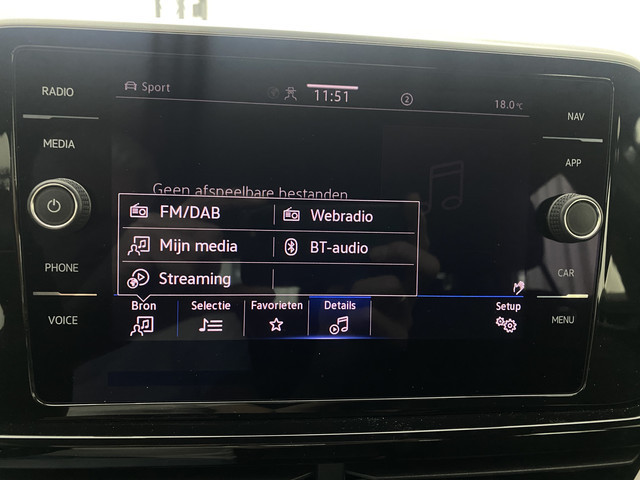 RADIO
MEDIA
PHONE
VOICE
Sport
11:51
2
18.0°C
Geen afspeelbare bestanden
FM/DAB
Webradio
Mijn media
BT-audio
Streaming
Bron
Selectie
Favorieten
Details
Setup
NAV
APP
CAR
MENU